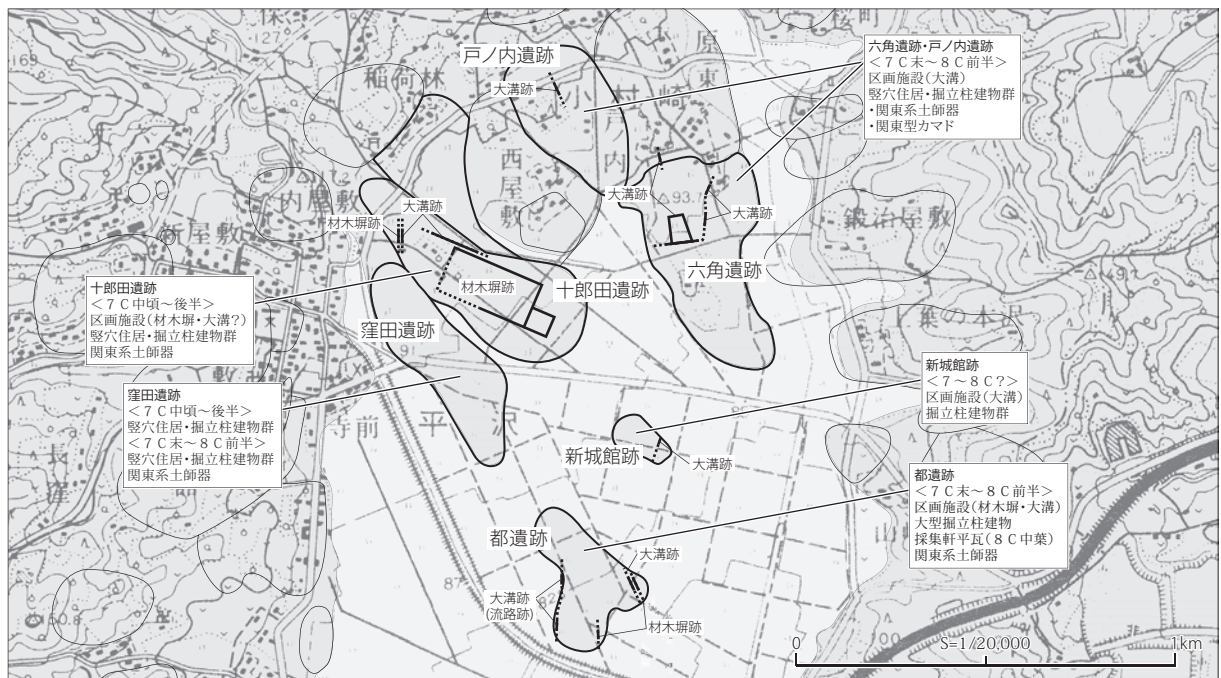 戸ノ内遺跡
大溝跡
稲荷林
小村崎
原
東
戸
内
169
127
六角遺跡・戸ノ内遺跡
<7C末〜8C前半>
区画施設(大溝)
竪穴住居・掘立柱建物群
・関東系土師器
・関東型カマド
西屋敷
内屋敷
大溝跡
93.7
大溝跡
鍛冶屋敷
大溝跡
材木塀跡
六角遺跡
材木塀跡
十郎田遺跡
十郎田遺跡
<7C中頃〜後半>
区画施設(材木塀・大溝?)
竪穴住居・掘立柱建物群
関東系土師器
窪田遺跡
91
窪田遺跡
<7C中頃〜後半>
竪穴住居・掘立柱建物群
<7C末〜8C前半>
竪穴住居・掘立柱建物群
関東系土師器
寺前
平沢
新城館跡
<7〜8C?>
区画施設(大溝)
掘立柱建物群
新城館跡
大溝跡
長窪
都遺跡
<7C末〜8C前半>
区画施設(材木塀・大溝)
大型掘立柱建物
採集軒平瓦(8C中葉)
関東系土師器
都遺跡
大溝跡
87
大溝跡
(流路跡)
材木塀跡
0
S=1/20,000
1km